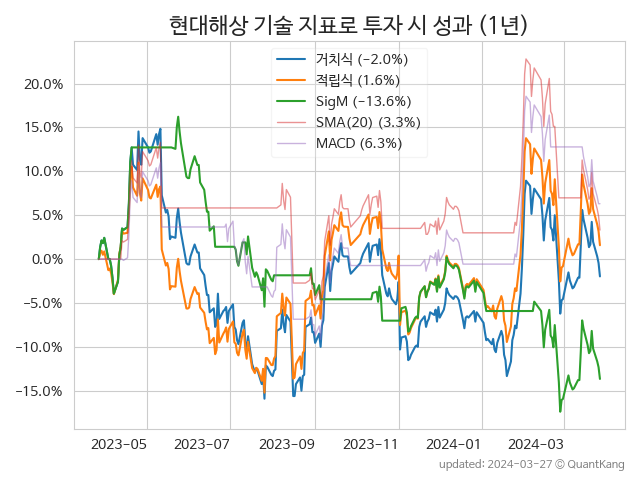 현대해상 기술 지표로 투자 시 성과 (1년)
거치식 (−2.0%)
적립식 (1.6%)
SigM (−13.6%)
SMA(20) (3.3%)
MACD (6.3%)
20.0%
15.0%
10.0%
5.0%
0.0%
−5.0%
−10.0%
−15.0%
2023-05 2023-07 2023-09 2023-11 2024-01 2024-03
updated: 2024-03-27 © QuantKang